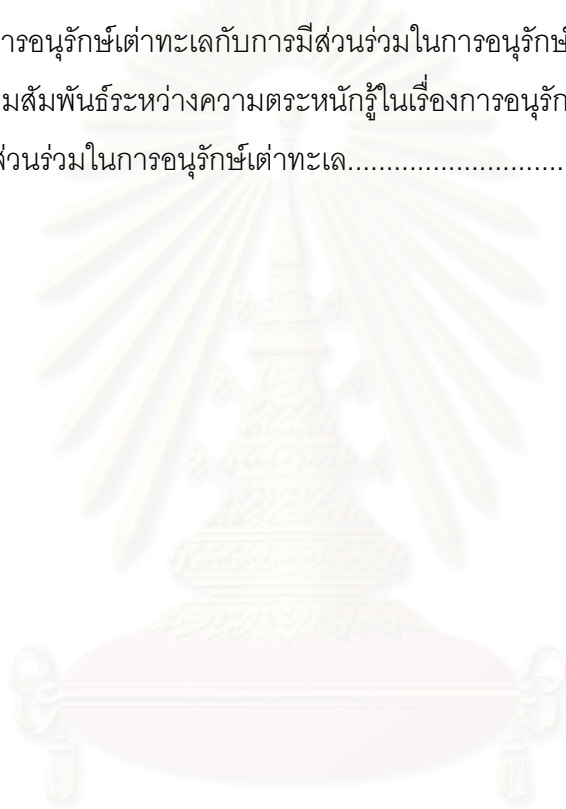 ารอนุรักษ์เต่าทะเลกับการมีส่วนร่วมในการอนุรักษ์
มสัมพันธ์ระหว่างความตระหนักรู้ในเรื่องการอนุรัก
ส่วนร่วมในการอนุรักษ์เต่าทะเล............................